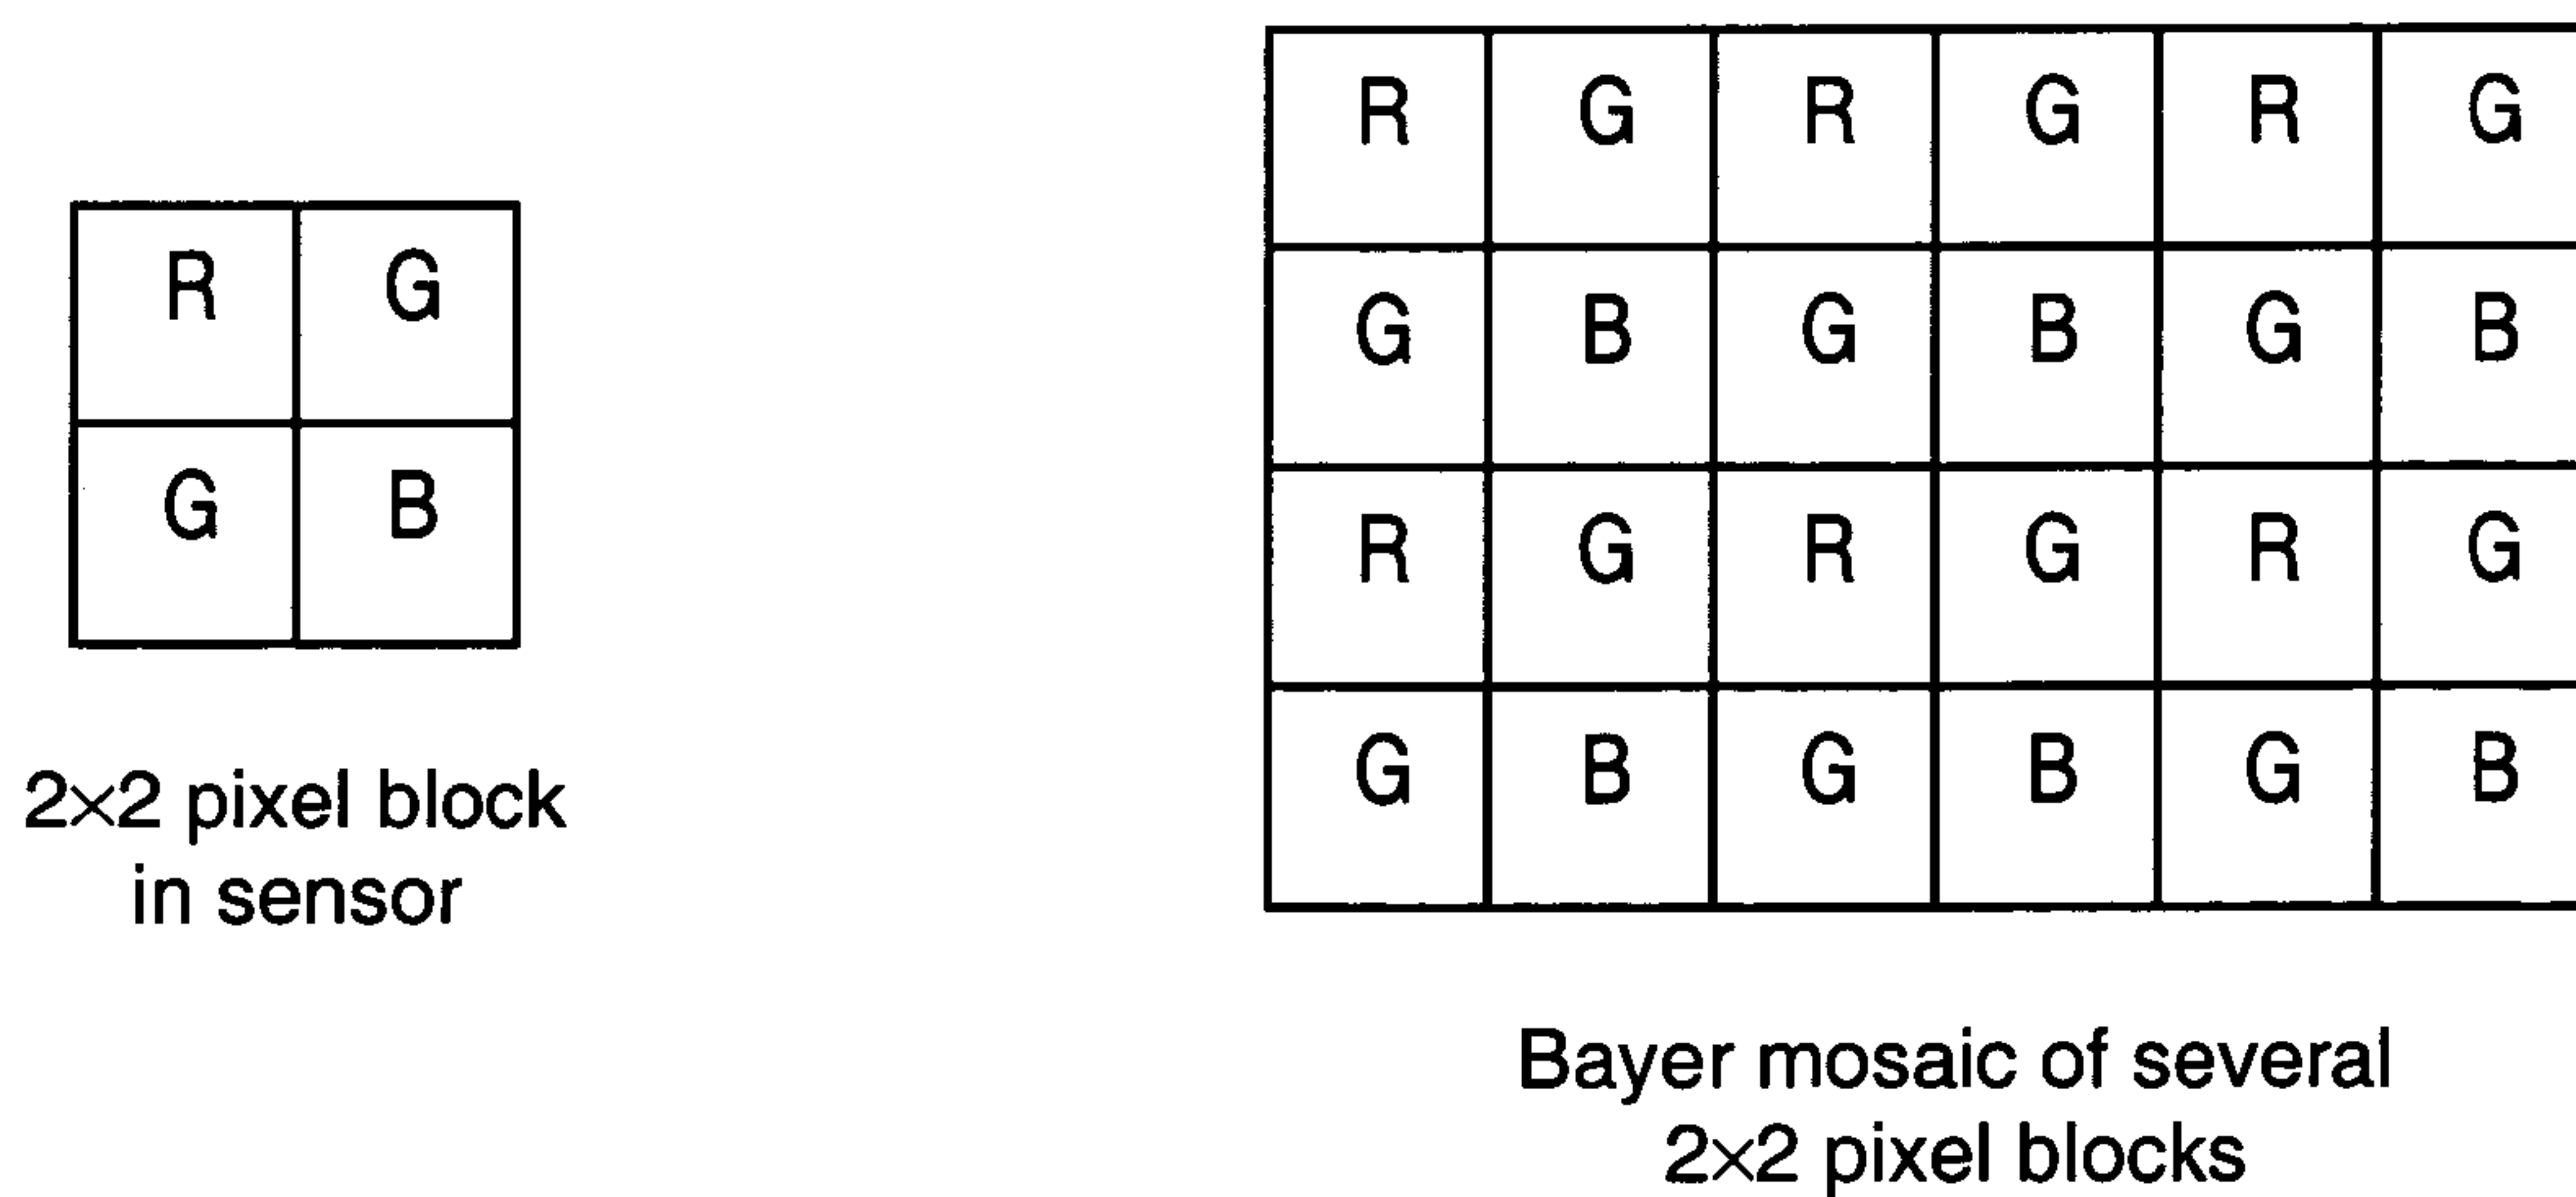 R G
G B
2×2 pixel block
in sensor
R G R G R G
G B G B G B
R G R G R G
G B G B G B
Bayer mosaic of several
2×2 pixel blocks